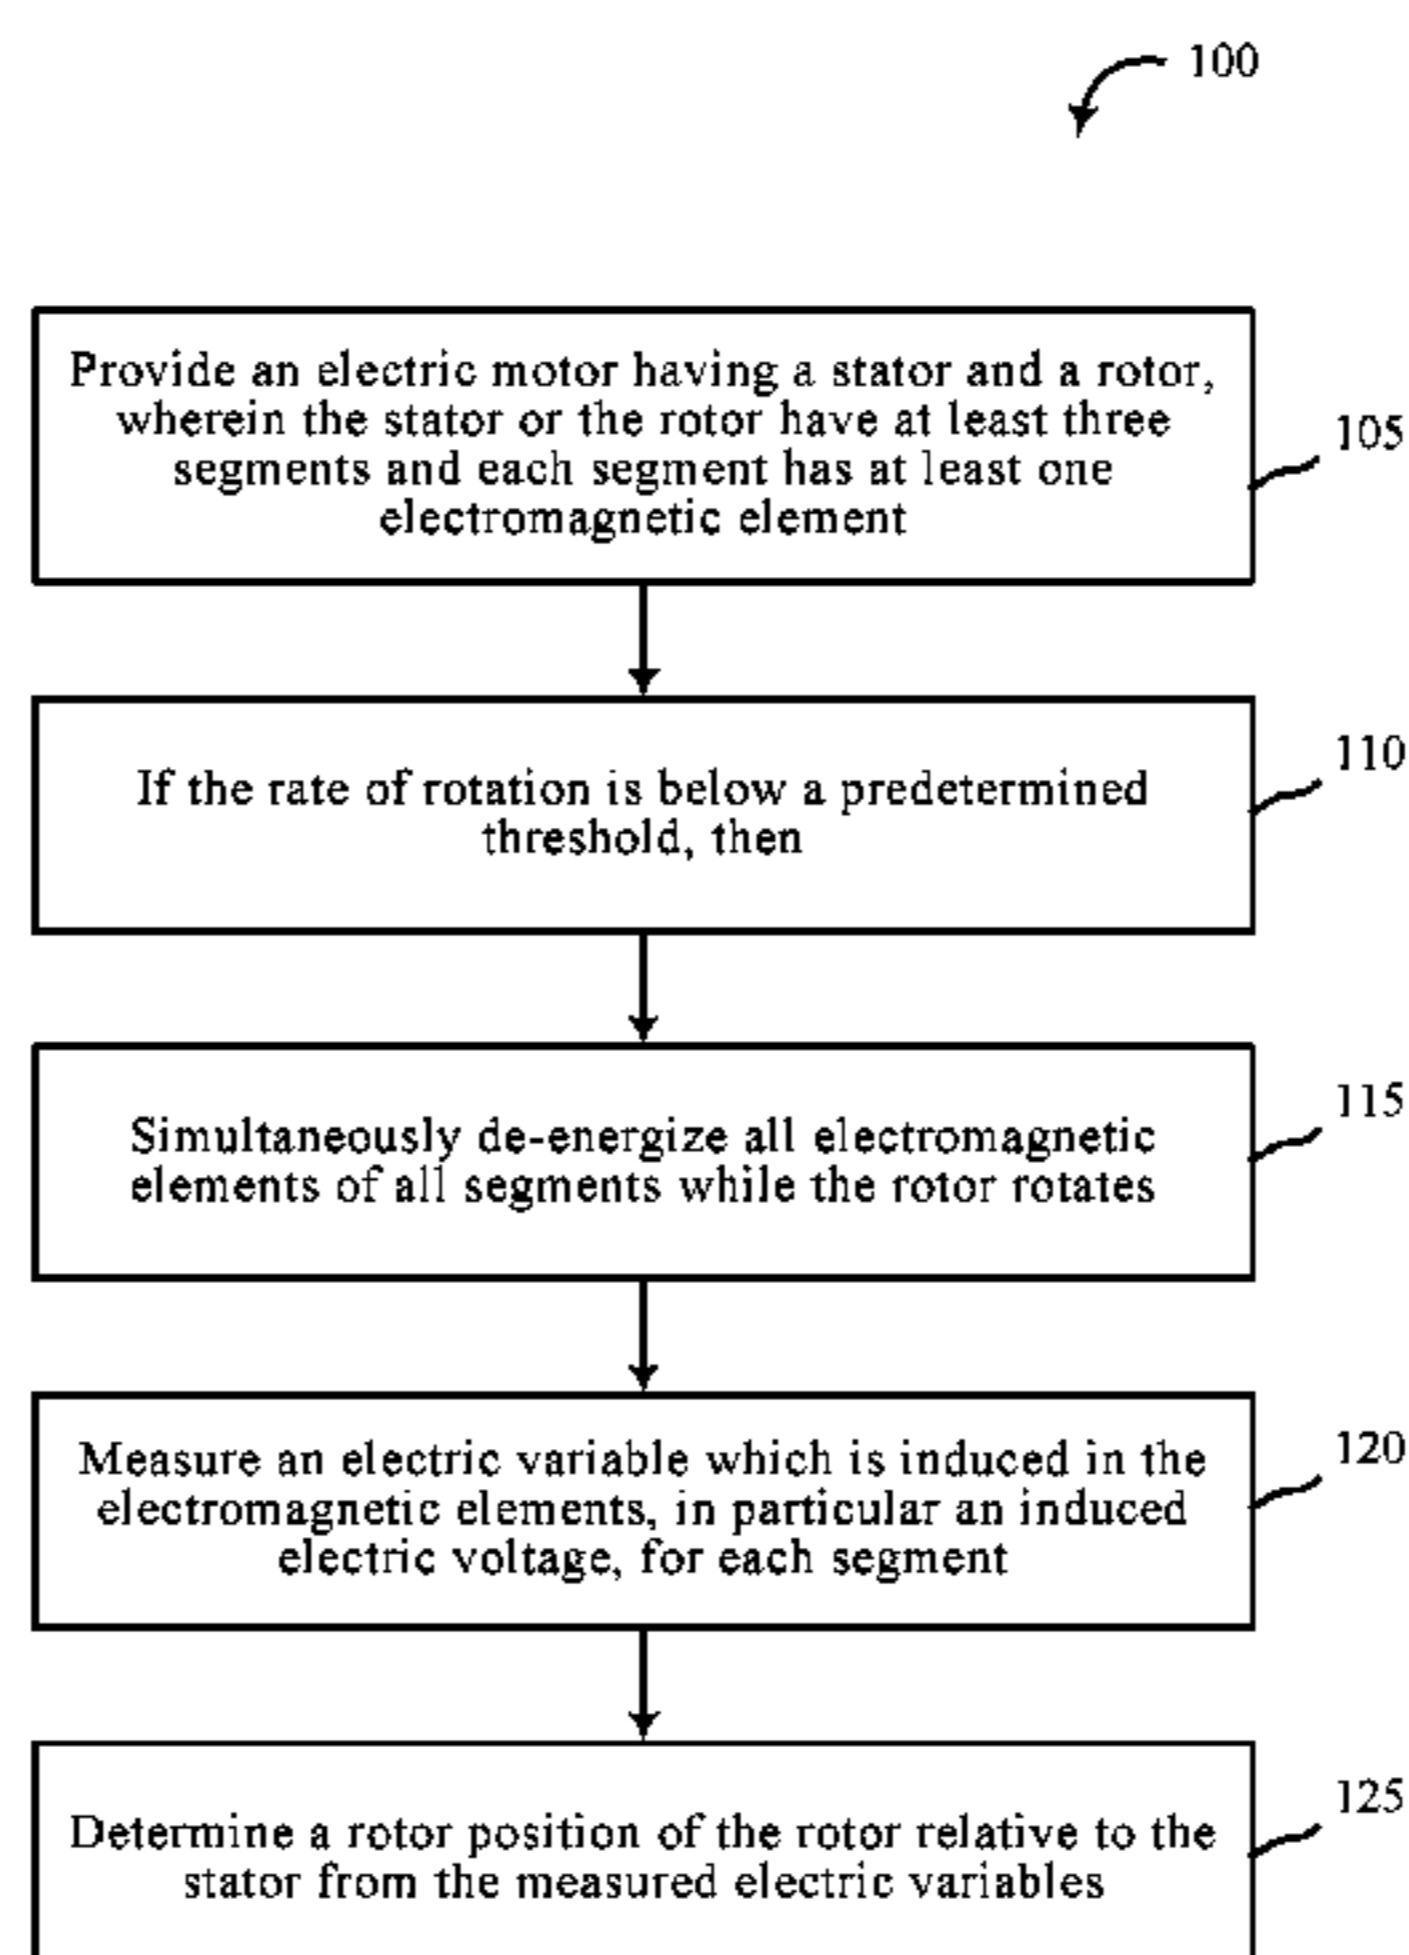 100
Provide an electric motor having a stator and a rotor,
wherein the stator or the rotor have at least three
segments and each segment has at least one
electromagnetic element
105
If the rate of rotation is below a predetermined
threshold, then
110
Simultaneously de-energize all electromagnetic
elements of all segments while the rotor rotates
115
Measure an electric variable which is induced in the
electromagnetic elements, in particular an induced
electric voltage, for each segment
120
Determine a rotor position of the rotor relative to the
stator from the measured electric variables
125